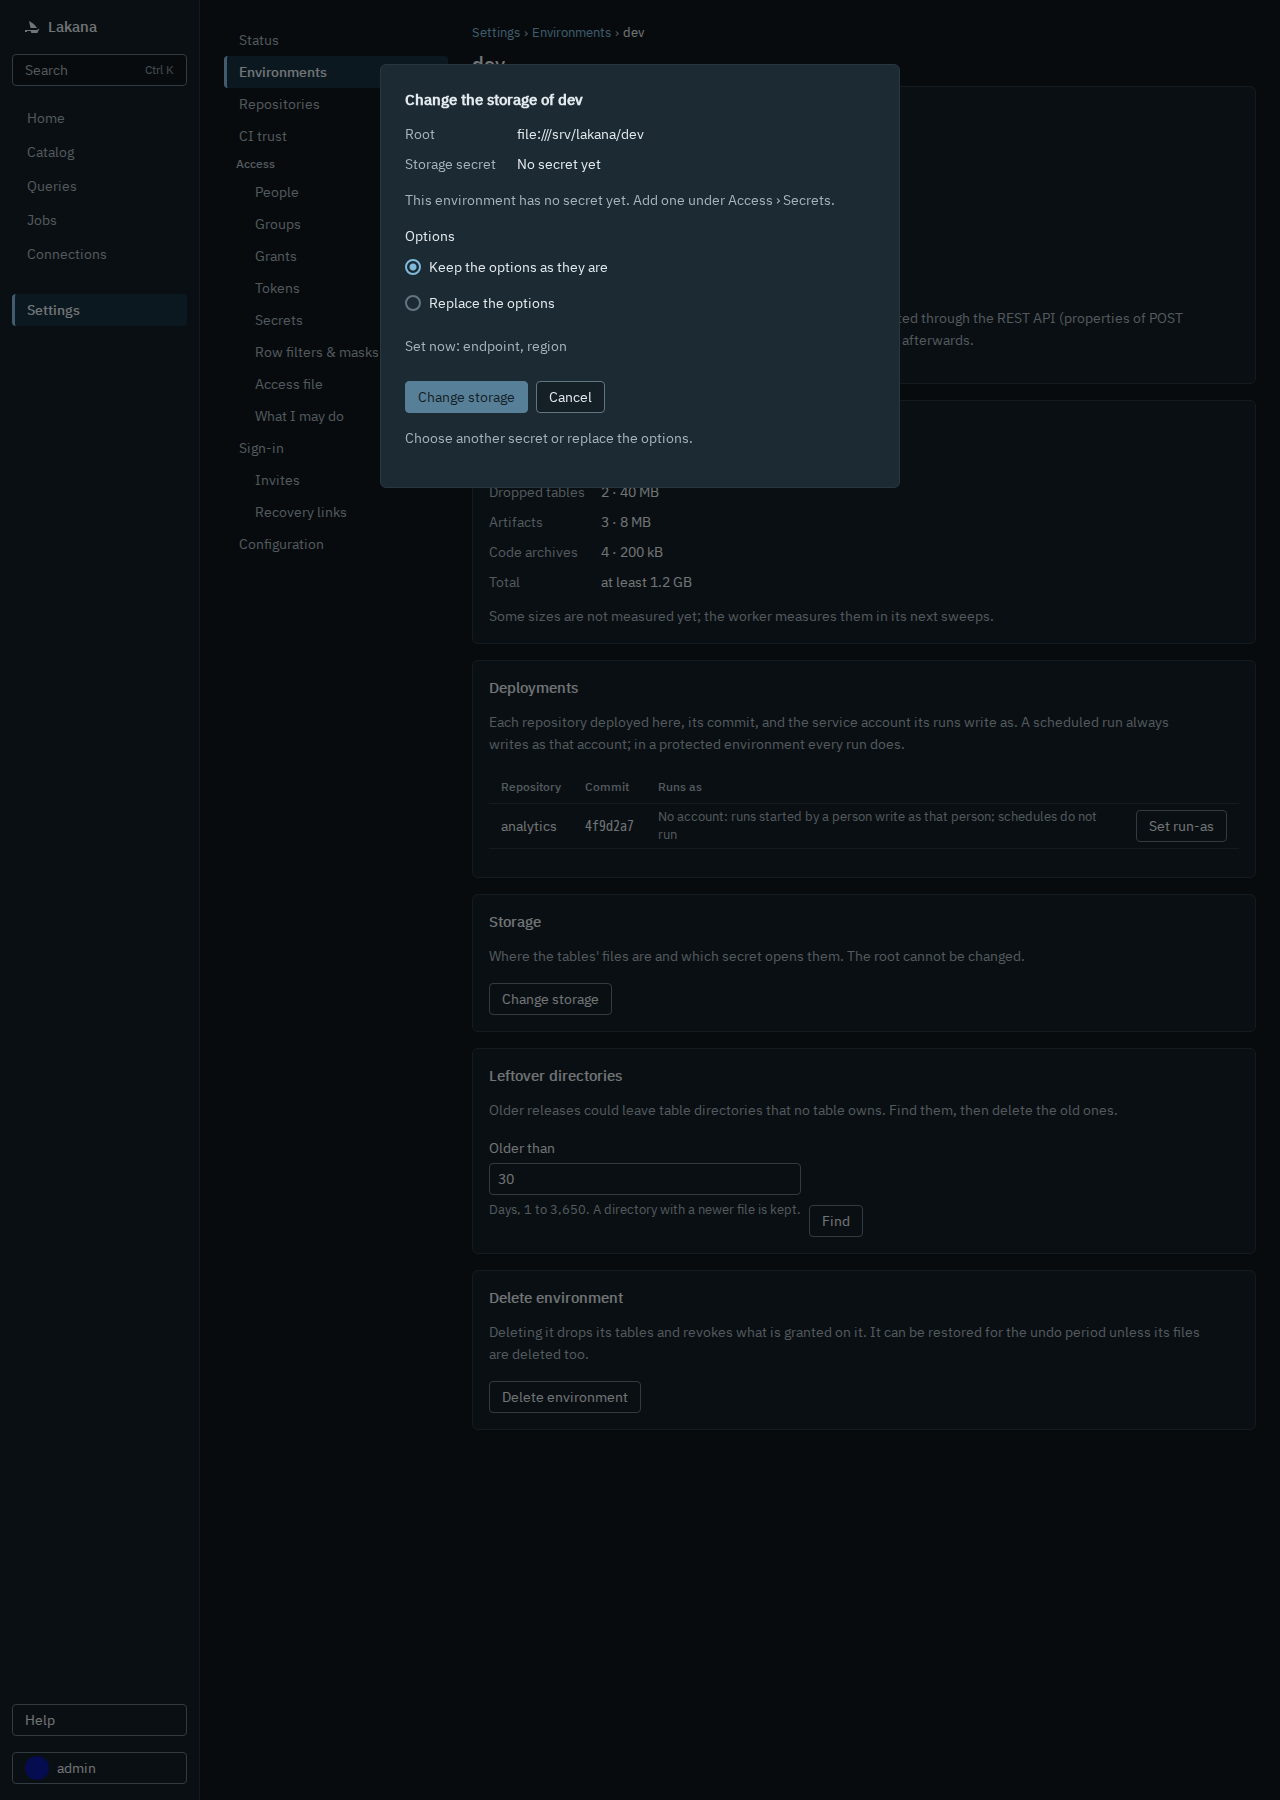 Lakana
Search Ctrl K
Home
Catalog
Queries
Jobs
Connections
Settings
Help
admin
Status
Environments
Repositories
CI trust
Access
People
Groups
Grants
Tokens
Secrets
Row filters & masks
Access file
What I may do
Sign-in
Invites
Recovery links
Configuration
Settings › Environments › dev
dev
Change the storage of dev
Root file:///srv/lakana/dev
Storage secret No secret yet
This environment has no secret yet. Add one under Access › Secrets.
Options
Keep the options as they are
Replace the options
Set now: endpoint, region
Change storage Cancel
Choose another secret or replace the options.
ted through the REST API (properties of POST
afterwards.
Dropped tables 2 · 40 MB
Artifacts 3 · 8 MB
Code archives 4 · 200 kB
Total at least 1.2 GB
Some sizes are not measured yet; the worker measures them in its next sweeps.
Deployments
Each repository deployed here, its commit, and the service account its runs write as. A scheduled run always
writes as that account; in a protected environment every run does.
Repository Commit Runs as
analytics 4f9d2a7 No account: runs started by a person write as that person; schedules do not
run
Set run-as
Storage
Where the tables' files are and which secret opens them. The root cannot be changed.
Change storage
Leftover directories
Older releases could leave table directories that no table owns. Find them, then delete the old ones.
Older than
30
Days, 1 to 3,650. A directory with a newer file is kept.
Find
Delete environment
Deleting it drops its tables and revokes what is granted on it. It can be restored for the undo period unless its files
are deleted too.
Delete environment